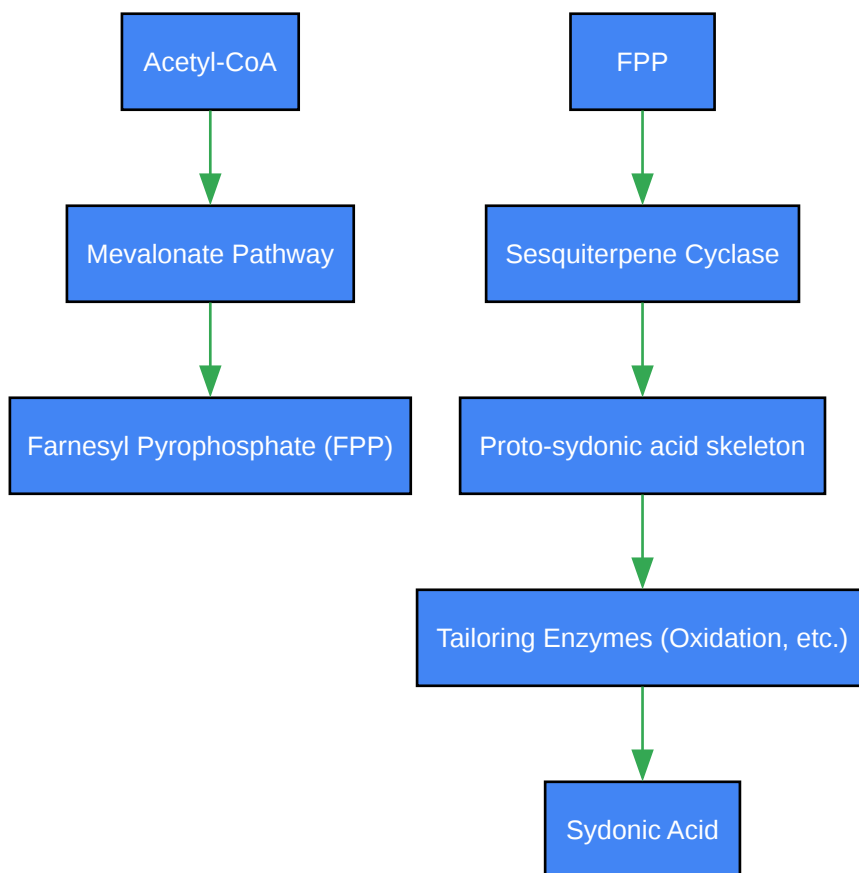 Acetyl-CoA
FPP
Mevalonate Pathway
Sesquiterpene Cyclase
Farnesyl Pyrophosphate (FPP)
Proto-sydonic acid skeleton
Tailoring Enzymes (Oxidation, etc.)
Sydonic Acid